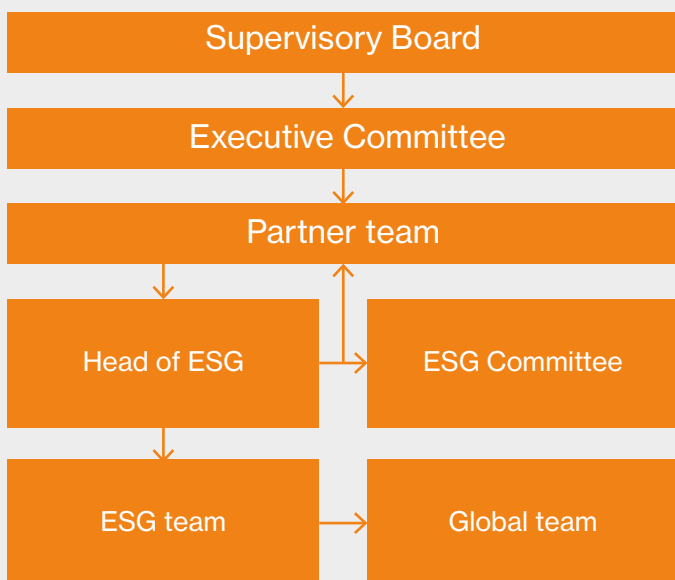 Supervisory Board
Executive Committee
Partner team
Head of ESG
ESG Committee
ESG team
Global team